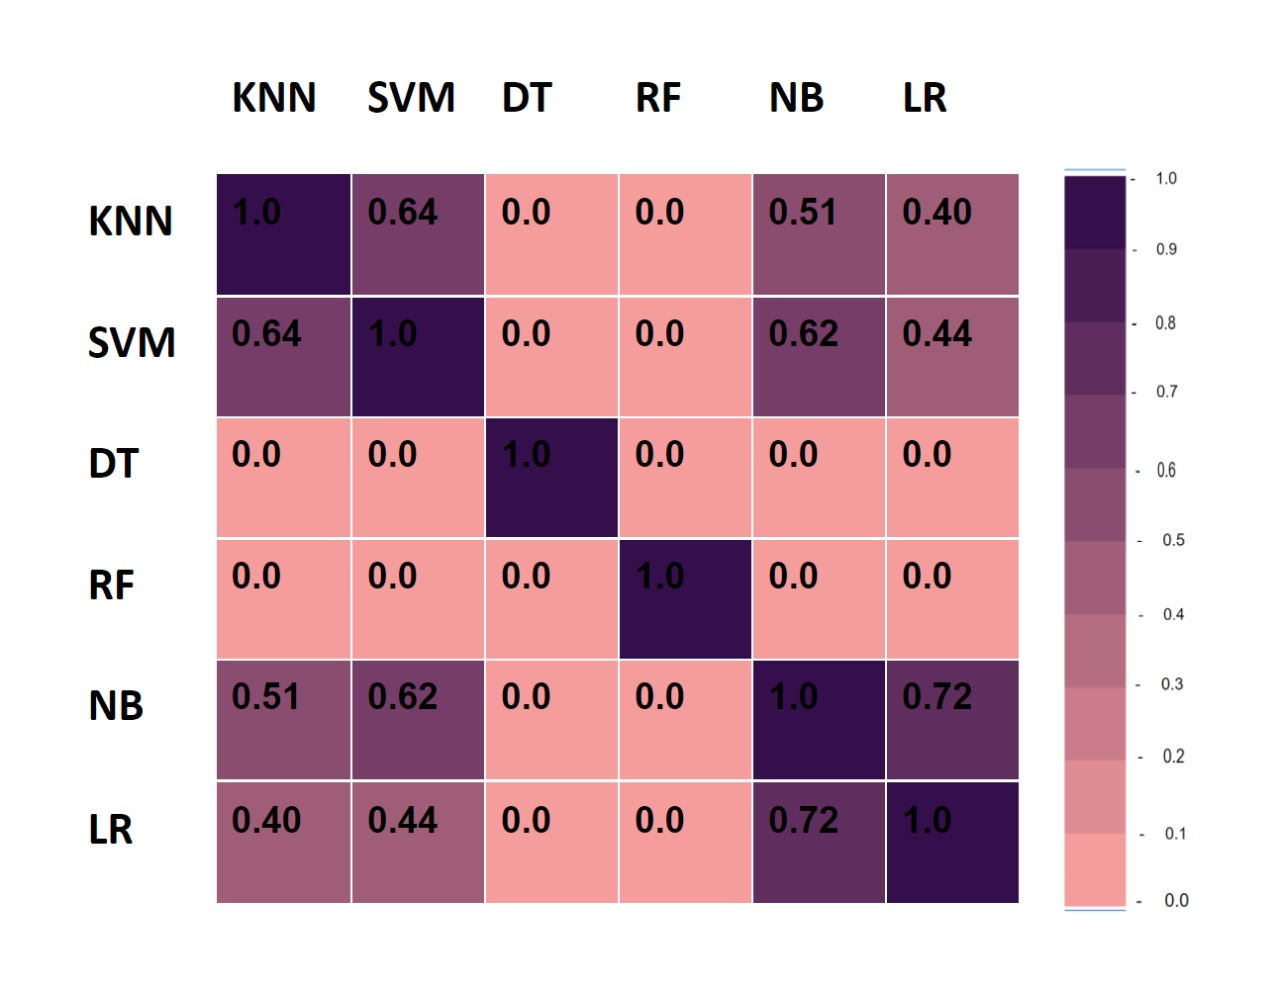 KNN SVM DT RF NB LR
KNN 1.0 0.64 0.0 0.0 0.51 0.40
SVM 0.64 1.0 0.0 0.0 0.62 0.44
DT 0.0 0.0 1.0 0.0 0.0 0.0
RF 0.0 0.0 0.0 1.0 0.0 0.0
NB 0.51 0.62 0.0 0.0 1.0 0.72
LR 0.40 0.44 0.0 0.0 0.72 1.0
- 1.0
- 0.9
- 0.8
- 0.7
- 0.6
- 0.5
- 0.4
- 0.3
- 0.2
- 0.1
- 0.0